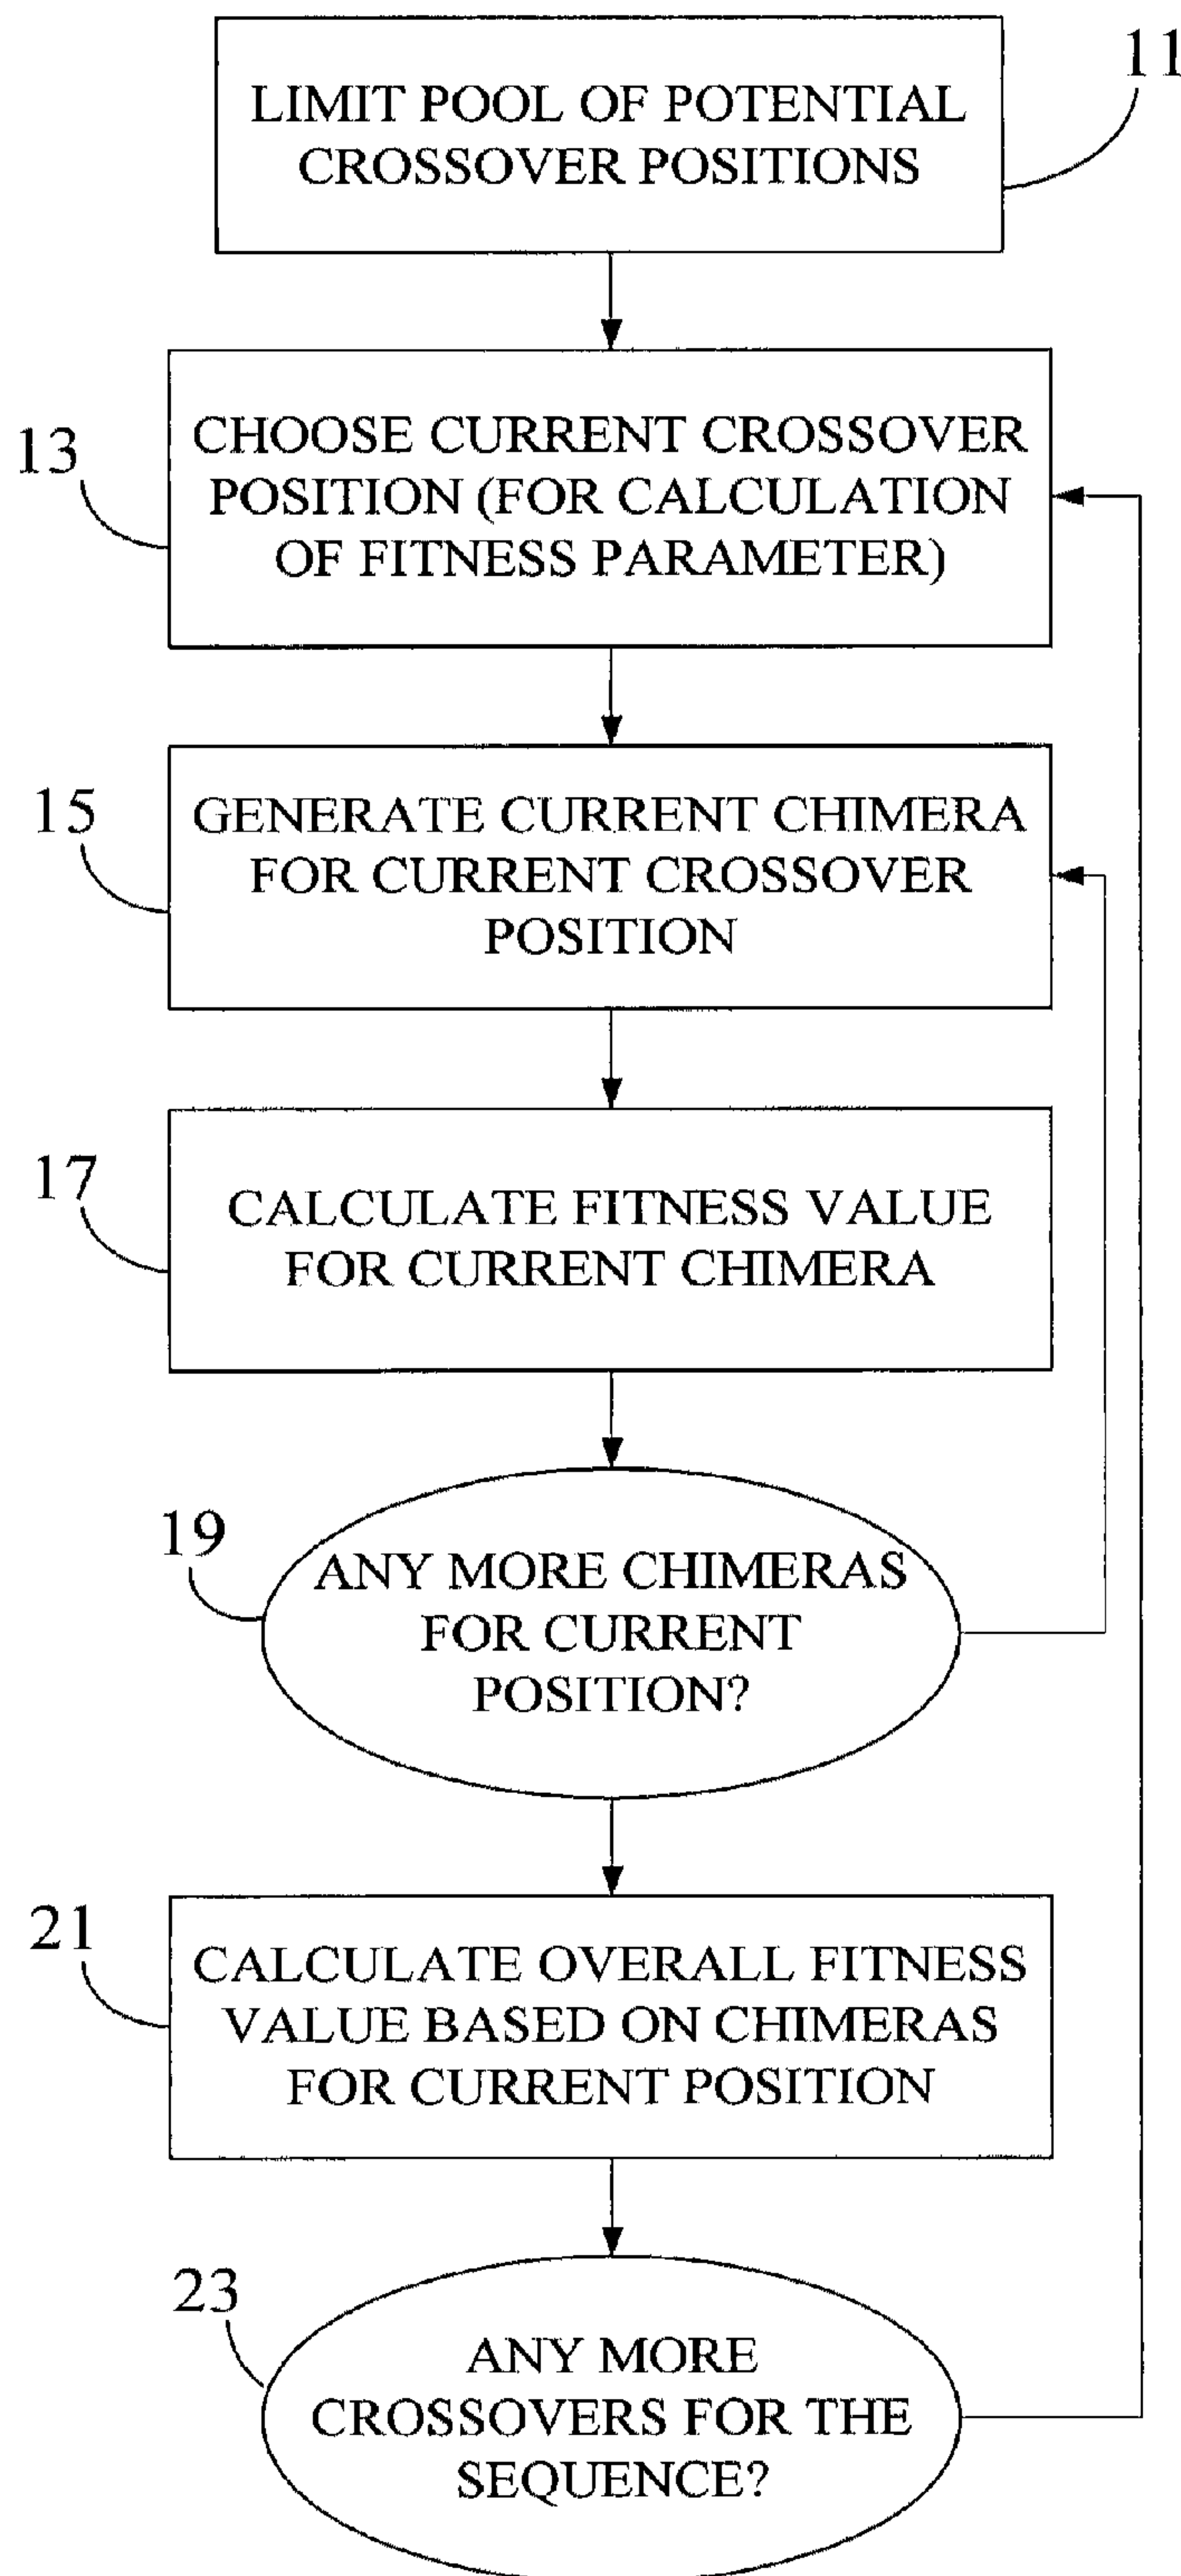 11
LIMIT POOL OF POTENTIAL
CROSSOVER POSITIONS
13
CHOOSE CURRENT CROSSOVER
POSITION (FOR CALCULATION
OF FITNESS PARAMETER)
15
GENERATE CURRENT CHIMERA
FOR CURRENT CROSSOVER
POSITION
17
CALCULATE FITNESS VALUE
FOR CURRENT CHIMERA
19
ANY MORE CHIMERAS
FOR CURRENT
POSITION?
21
CALCULATE OVERALL FITNESS
VALUE BASED ON CHIMERAS
FOR CURRENT POSITION
23
ANY MORE
CROSSOVERS FOR THE
SEQUENCE?